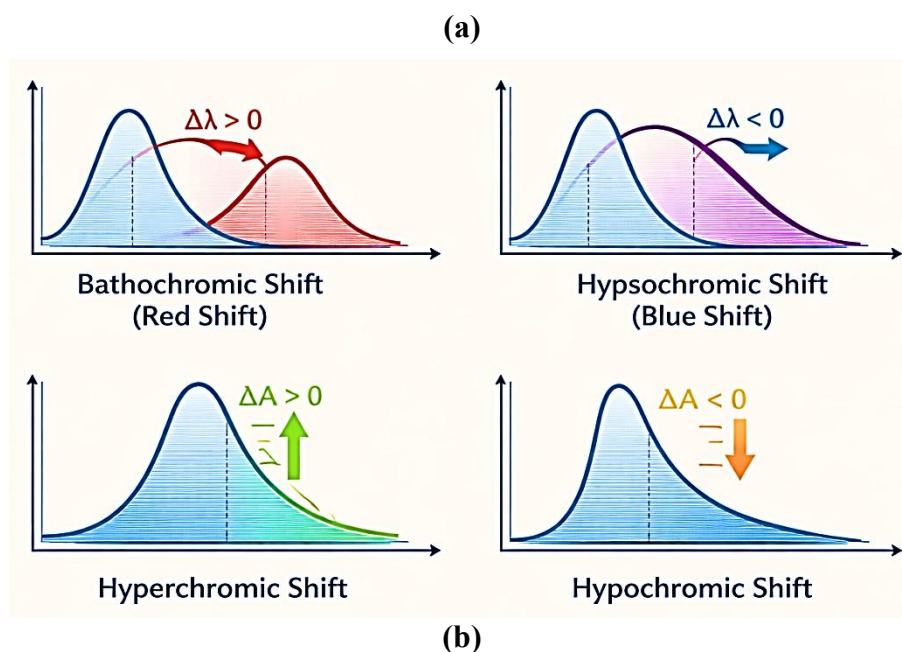 (a)
Δλ > 0
Δλ < 0
Bathochromic Shift
(Red Shift)
Hypsochromic Shift
(Blue Shift)
ΔA > 0
ΔA < 0
Hyperchromic Shift
Hypochromic Shift
(b)